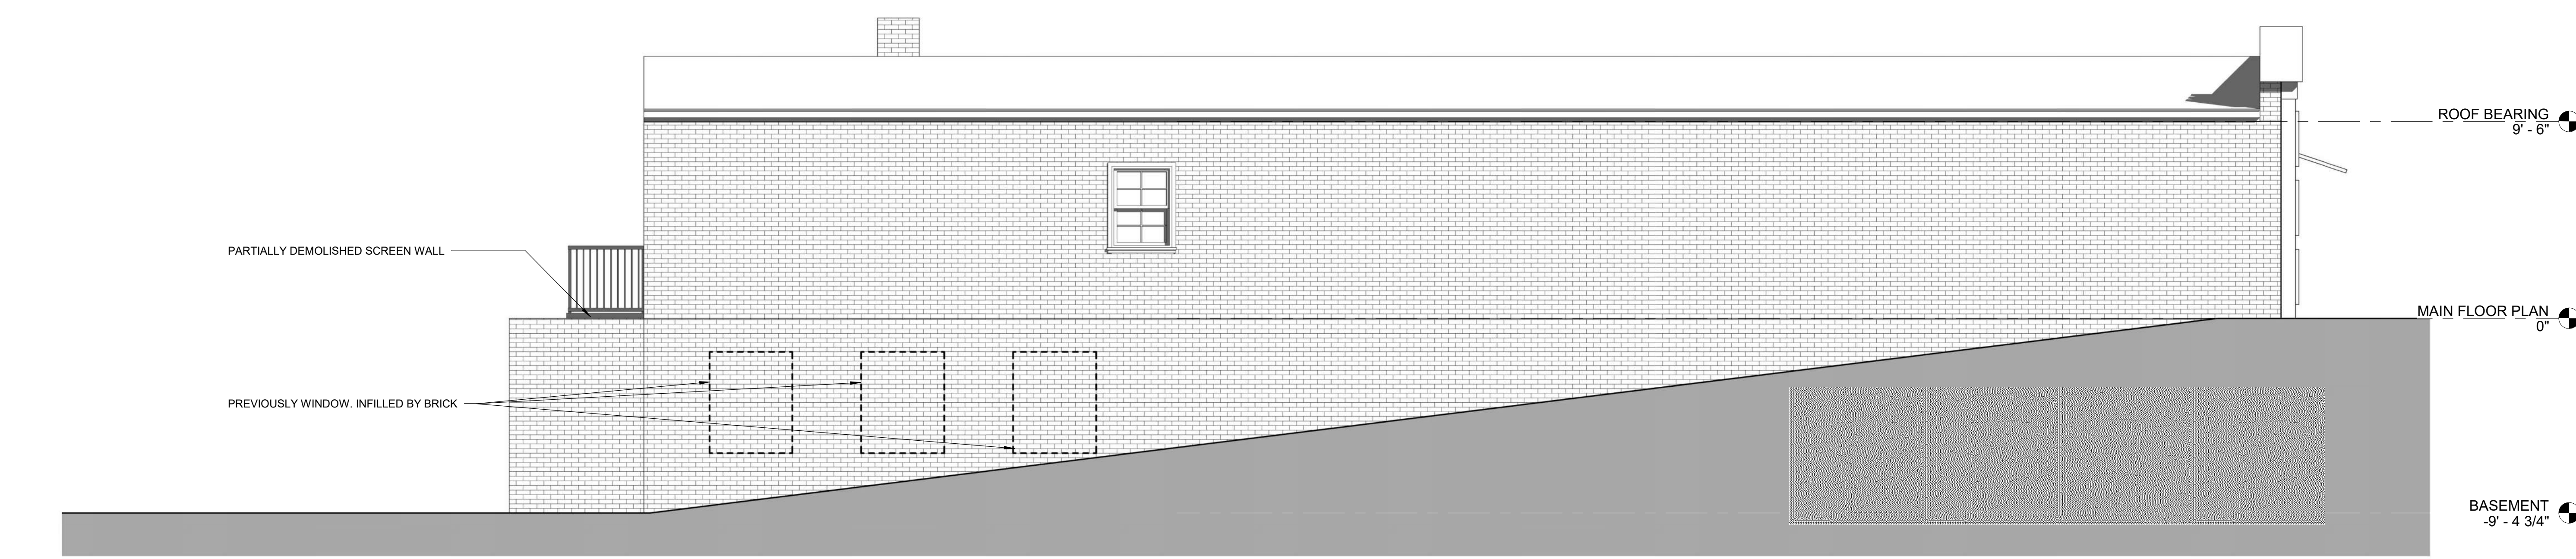 ROOF BEARING
9' - 6"
PARTIALLY DEMOLISHED SCREEN WALL
MAIN FLOOR PLAN
0"
PREVIOUSLY WINDOW. INFILLED BY BRICK
BASEMENT
-9' - 4 3/4"